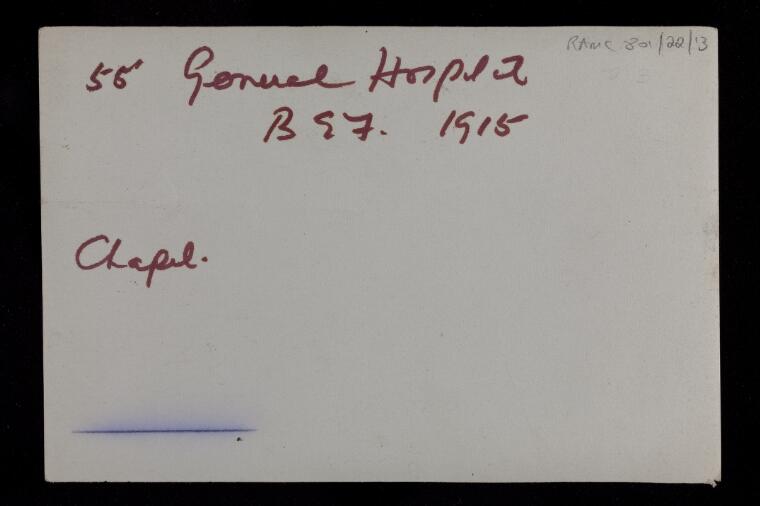 RAMC 801/22/13
55 General Hospital
B E F. 1915
Chapel.